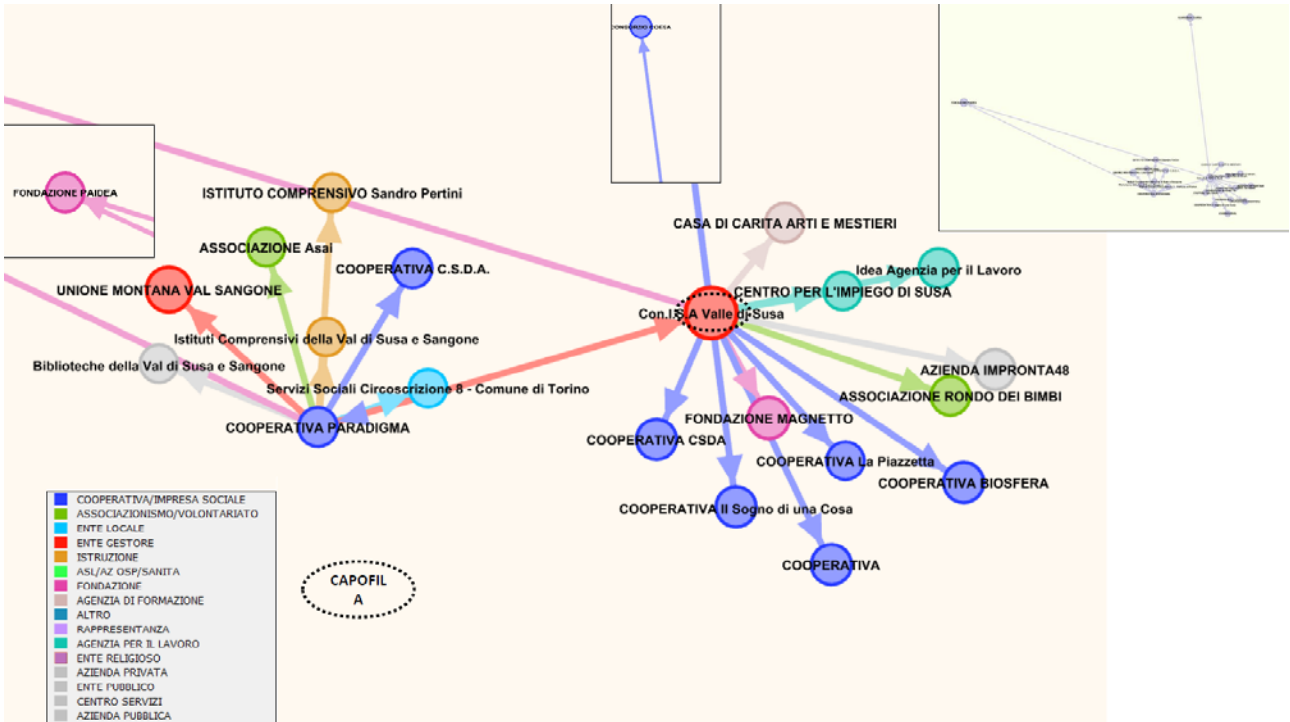 FONDAZIONE PAIDEA
ISTITUTO COMPRENSIVO Sandro Pertini
CASA DI CARITA ARTI E MESTIERI
ASSOCIAZIONE Asai
COOPERATIVA C.S.D.A.
Idea Agenzia per il Lavoro
UNIONE MONTANA VAL SANGONE
CENTRO PER L'IMPIEGO DI SUSA
Con.I.S.A Valle di Susa
Istituti Comprensivi della Val di Susa e Sangone
Biblioteche della Val di Susa e Sangone
AZIENDA IMPRONTA48
Servizi Sociali Circoscrizione 8 - Comune di Torino
ASSOCIAZIONE RONDO DEI BIMBI
FONDAZIONE MAGNETTO
COOPERATIVA PARADIGMA
COOPERATIVA CSDA
COOPERATIVA La Piazzetta
COOPERATIVA BIOSFERA
COOPERATIVA Il Sogno di una Cosa
COOPERATIVA
COOPERATIVA/IMPRESA SOCIALE
ASSOCIAZIONISMO/VOLONTARIATO
ENTE LOCALE
ENTE GESTORE
ISTRUZIONE
ASL/AZ OSP/SANITA
FONDAZIONE
AGENZIA DI FORMAZIONE
ALTRO
RAPPRESENTANZA
AGENZIA PER IL LAVORO
ENTE RELIGIOSO
AZIENDA PRIVATA
ENTE PUBBLICO
CENTRO SERVIZI
AZIENDA PUBBLICA
CAPOFIL
A